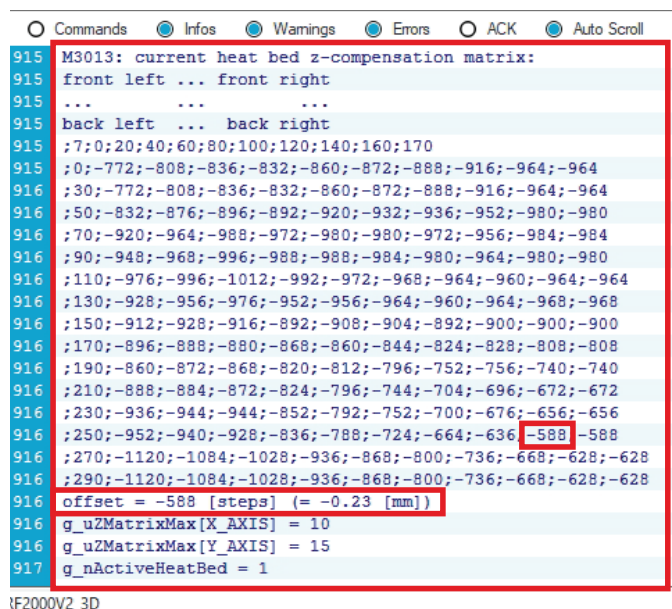 Commands Infos Warnings Errors ACK Auto Scroll
915 M3013: current heat bed z-compensation matrix:
915 front left ... front right
915 ... ... ...
915 back left ... back right
915 ;7;0;20;40;60;80;100;120;140;160;170
915 ;0;-772;-808;-836;-832;-860;-872;-888;-916;-964;-964
916 ;30;-772;-808;-836;-832;-860;-872;-888;-916;-964;-964
916 ;50;-832;-876;-896;-892;-920;-932;-936;-952;-980;-980
916 ;70;-920;-964;-988;-972;-980;-980;-972;-956;-984;-984
916 ;90;-948;-968;-996;-988;-988;-984;-980;-964;-980;-980
916 ;110;-976;-996;-1012;-992;-972;-968;-964;-960;-964;-964
916 ;130;-928;-956;-976;-952;-956;-964;-960;-964;-968;-968
916 ;150;-912;-928;-916;-892;-908;-904;-892;-900;-900;-900
916 ;170;-896;-888;-880;-868;-860;-844;-824;-828;-808;-808
916 ;190;-860;-872;-868;-820;-812;-796;-752;-756;-740;-740
916 ;210;-888;-884;-872;-824;-796;-744;-704;-696;-672;-672
916 ;230;-936;-944;-944;-852;-792;-752;-700;-676;-656;-656
916 ;250;-952;-940;-928;-836;-788;-724;-664;-636;-588;-588
916 ;270;-1120;-1084;-1028;-936;-868;-800;-736;-668;-628;-628
916 ;290;-1120;-1084;-1028;-936;-868;-800;-736;-668;-628;-628
916 offset = -588 [steps] (= -0.23 [mm])
916 g_uZMatrixMax[X_AXIS] = 10
916 g_uZMatrixMax[Y_AXIS] = 15
917 g_nActiveHeatBed = 1
RF2000V2_3D